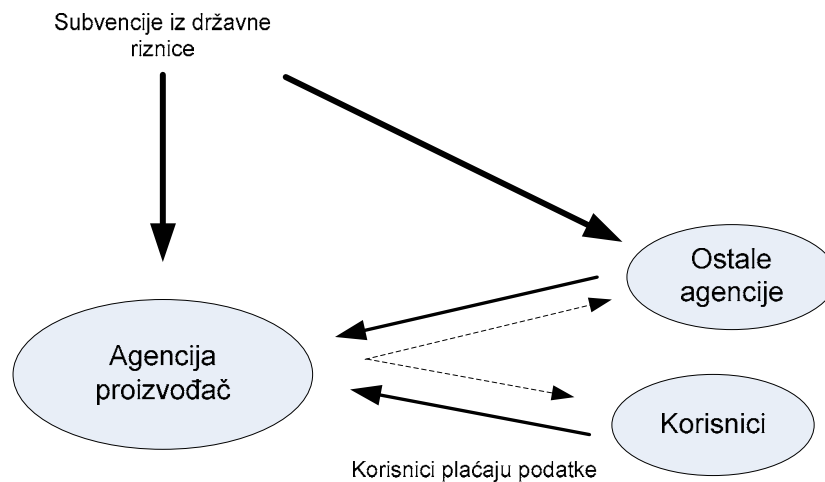 Subvencije iz državne
riznice
Ostale
agencije
Agencija
proizvođač
Korisnici
Korisnici plaćaju podatke